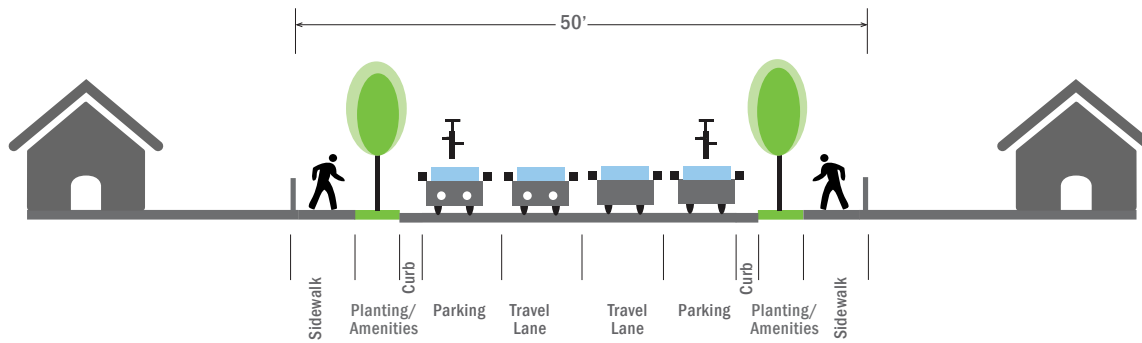 50'
Sidewalk
Planting/
Amenities
Curb
Parking
Travel
Lane
Travel
Lane
Parking
Curb
Planting/
Amenities
Sidewalk